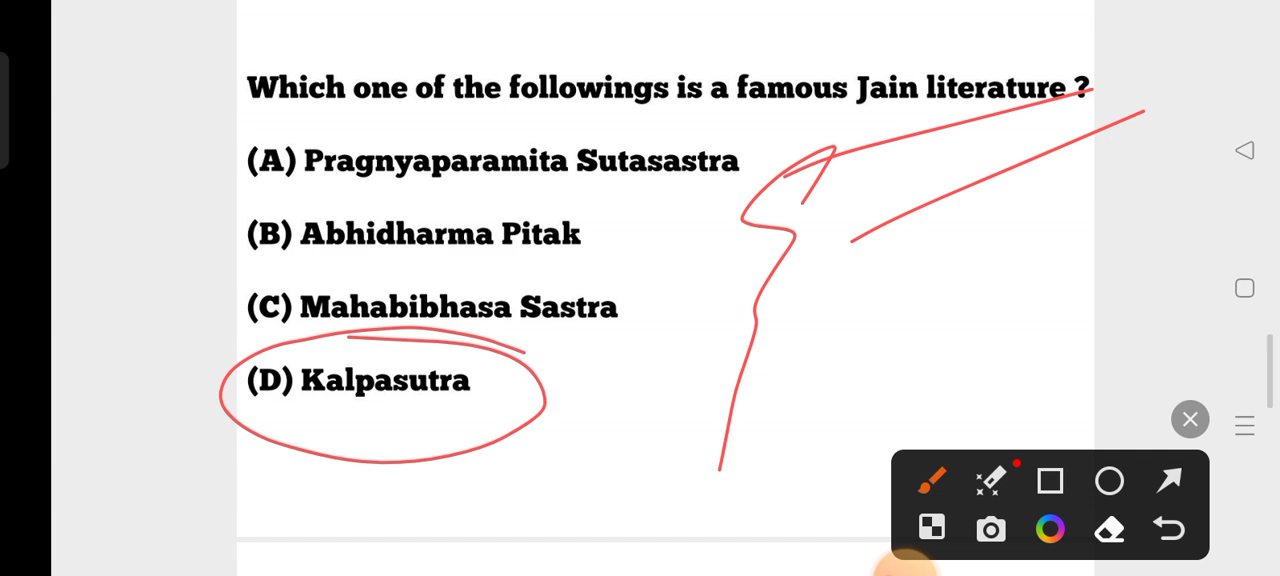 Which one of the followings is a famous Jain literature ?
(A) Pragnyaparamita Sutasastra
(B) Abhidharma Pitak
(C) Mahabibhasa Sastra
(D) Kalpasutra